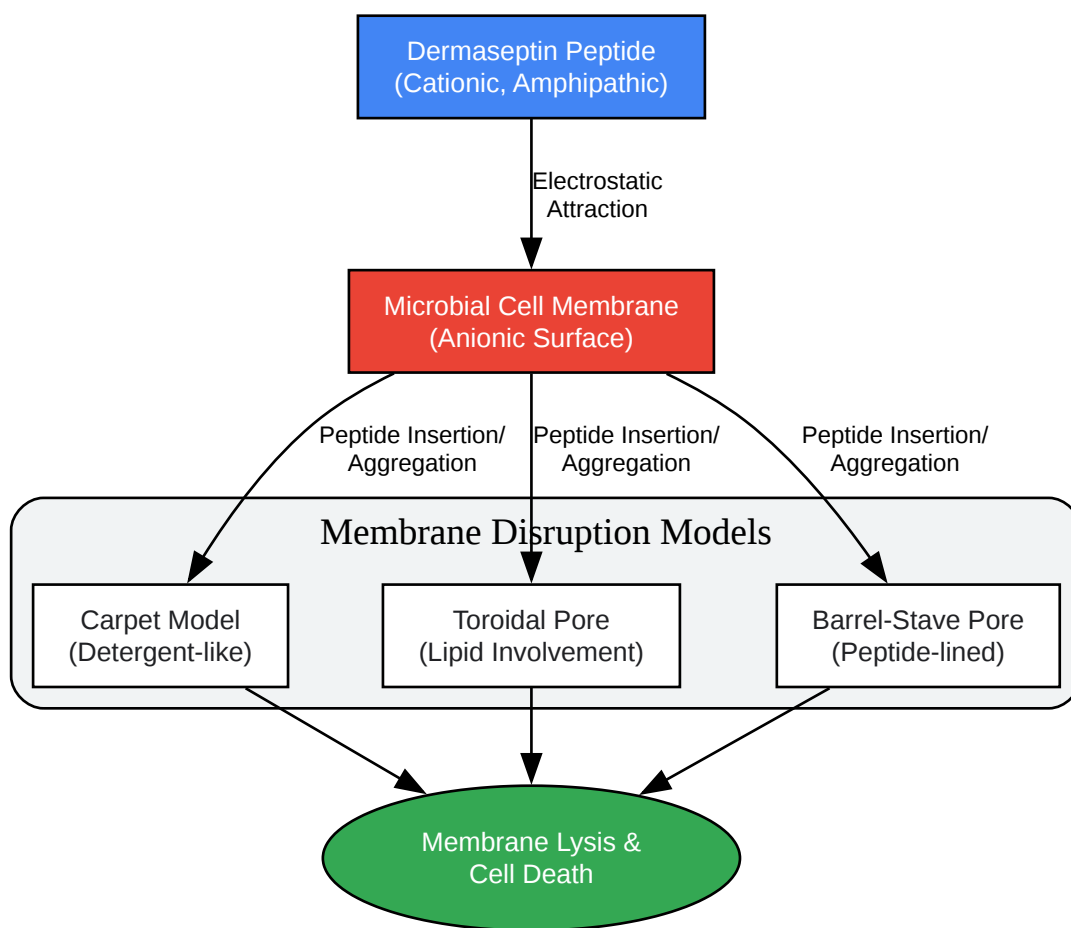 Dermaseptin Peptide
(Cationic, Amphipathic)
Electrostatic
Attraction
Microbial Cell Membrane
(Anionic Surface)
Peptide Insertion/
Aggregation
Peptide Insertion/
Aggregation
Peptide Insertion/
Aggregation
Membrane Disruption Models
Carpet Model
(Detergent-like)
Toroidal Pore
(Lipid Involvement)
Barrel-Stave Pore
(Peptide-lined)
Membrane Lysis &
Cell Death